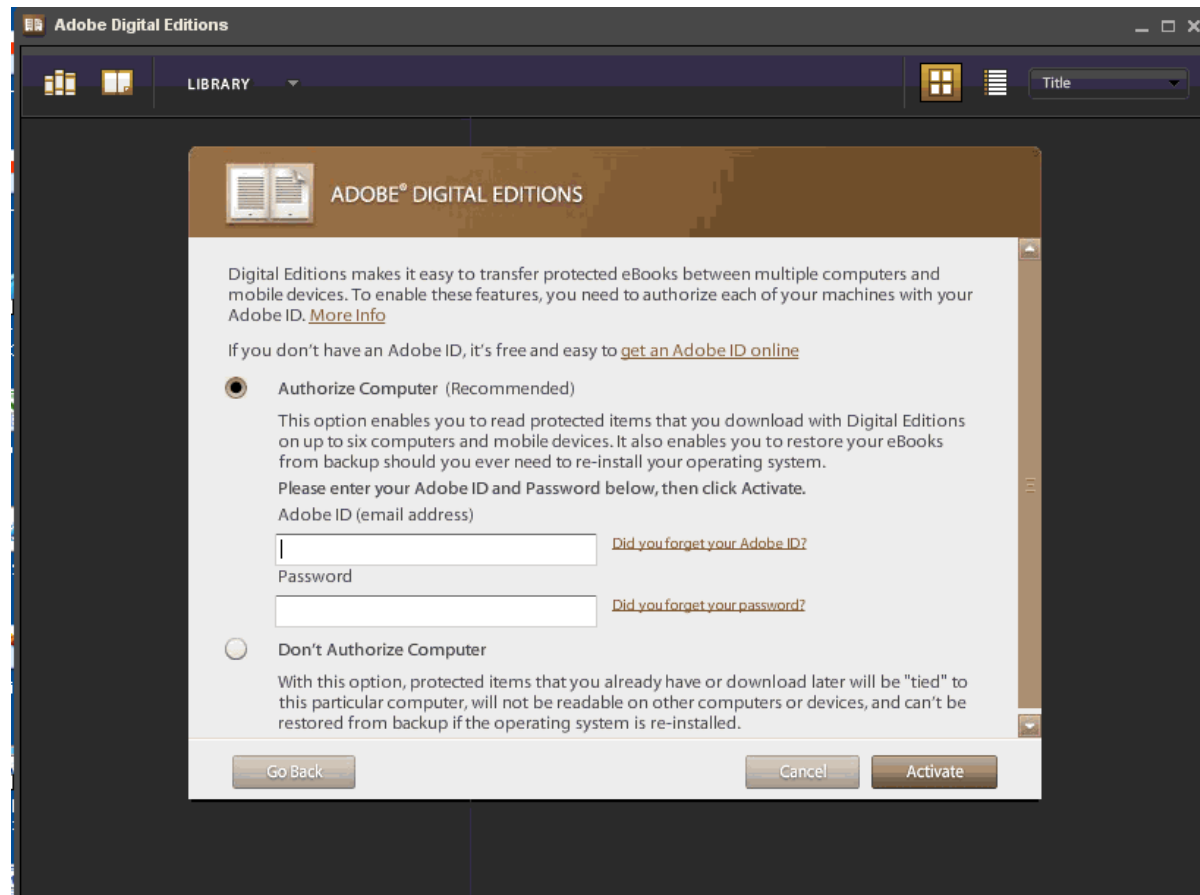 Adobe Digital Editions
LIBRARY
Title
ADOBE® DIGITAL EDITIONS
Digital Editions makes it easy to transfer protected eBooks between multiple computers and
mobile devices. To enable these features, you need to authorize each of your machines with your
Adobe ID. More Info
If you don't have an Adobe ID, it's free and easy to get an Adobe ID online
Authorize Computer (Recommended)
This option enables you to read protected items that you download with Digital Editions
on up to six computers and mobile devices. It also enables you to restore your eBooks
from backup should you ever need to re-install your operating system.
Please enter your Adobe ID and Password below, then click Activate.
Adobe ID (email address)
Did you forget your Adobe ID?
Password
Did you forget your password?
Don't Authorize Computer
With this option, protected items that you already have or download later will be "tied" to
this particular computer, will not be readable on other computers or devices, and can't be
restored from backup if the operating system is re-installed.
Go Back
Cancel
Activate